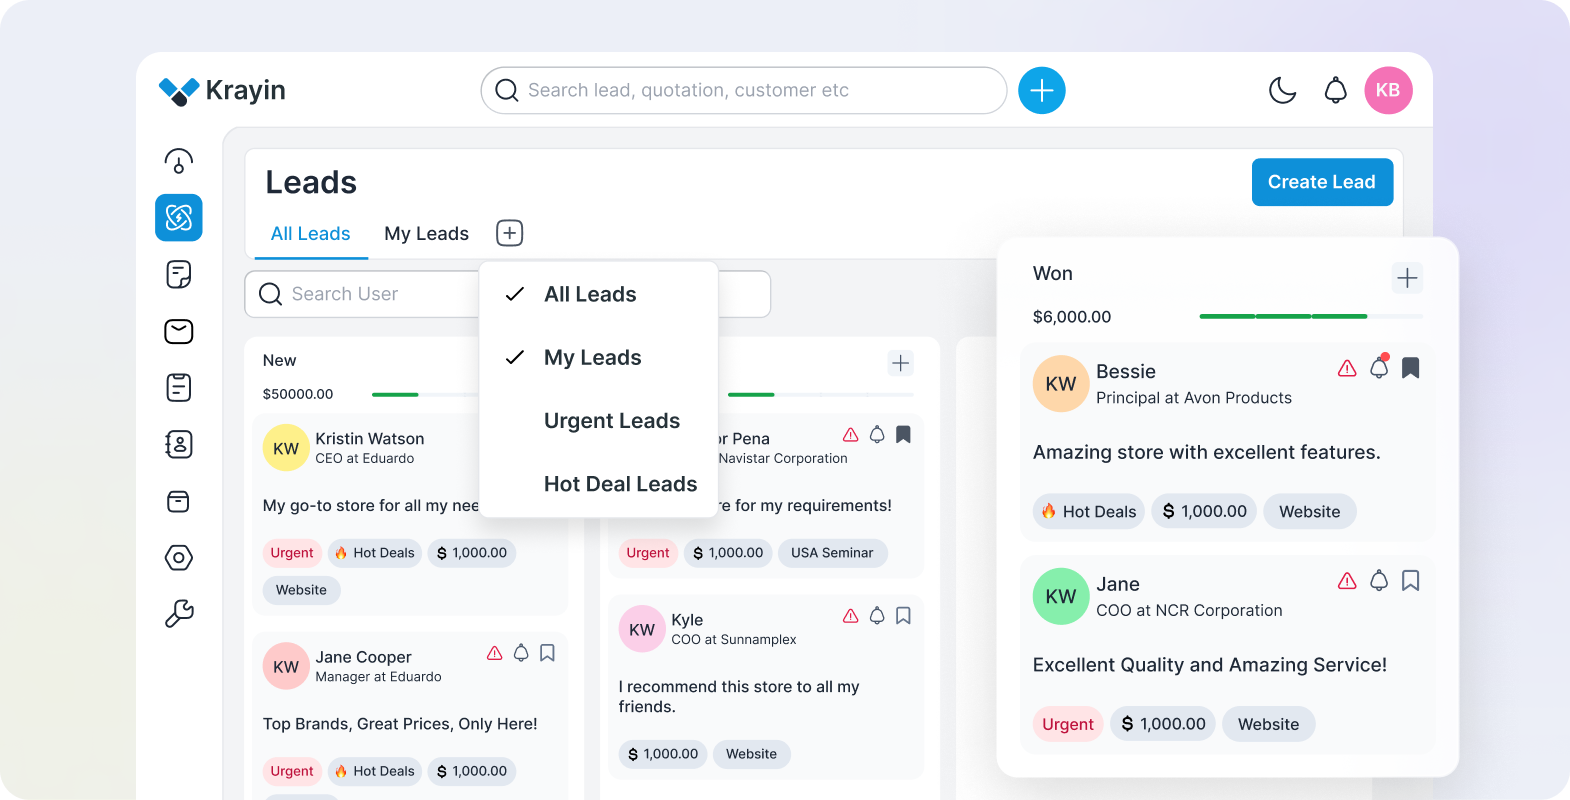 Krayin
Search lead, quotation, customer etc
KB
Leads
Create Lead
All Leads
My Leads
Search User
All Leads
My Leads
Urgent Leads
Hot Deal Leads
New
$50000.00
KW
Kristin Watson
CEO at Eduardo
My go-to store for all my
Urgent
Hot Deals
$ 1,000.00
Website
KW
Jane Cooper
Manager at Eduardo
Top Brands, Great Prices, Only Here!
Urgent
Hot Deals
$ 1,000.00
Pena
Navistar Corporation
for my requirements!
Urgent
$ 1,000.00
USA Seminar
KW
Kyle
COO at Sunnamplex
I recommend this store to all my
friends.
$ 1,000.00
Website
Won
$6,000.00
KW
Bessie
Principal at Avon Products
Amazing store with excellent features.
Hot Deals
$ 1,000.00
Website
KW
Jane
COO at NCR Corporation
Excellent Quality and Amazing Service!
Urgent
$ 1,000.00
Website